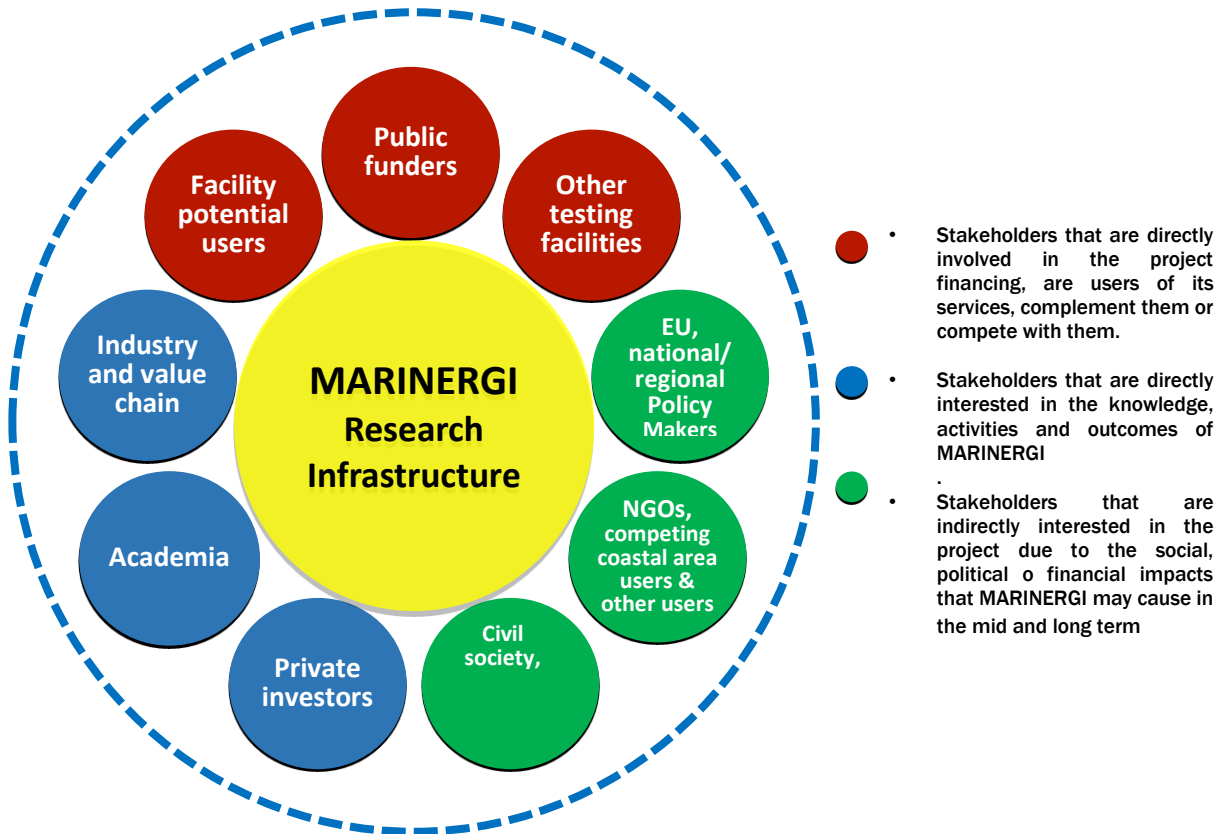 Public
funders
Facility
potential
users
Other
testing
facilities
Industry
and value
chain
EU,
national/
regional
Policy
Makers
MARINERGI
Research
Infrastructure
Academia
NGOs,
competing
coastal area
users &
other users
Private
investors
Civil
society,
• Stakeholders that are directly
involved in the project
financing, are users of its
services, complement them or
compete with them.
• Stakeholders that are directly
interested in the knowledge,
activities and outcomes of
MARINERGI
.
• Stakeholders that are
indirectly interested in the
project due to the social,
political o financial impacts
that MARINERGI may cause in
the mid and long term